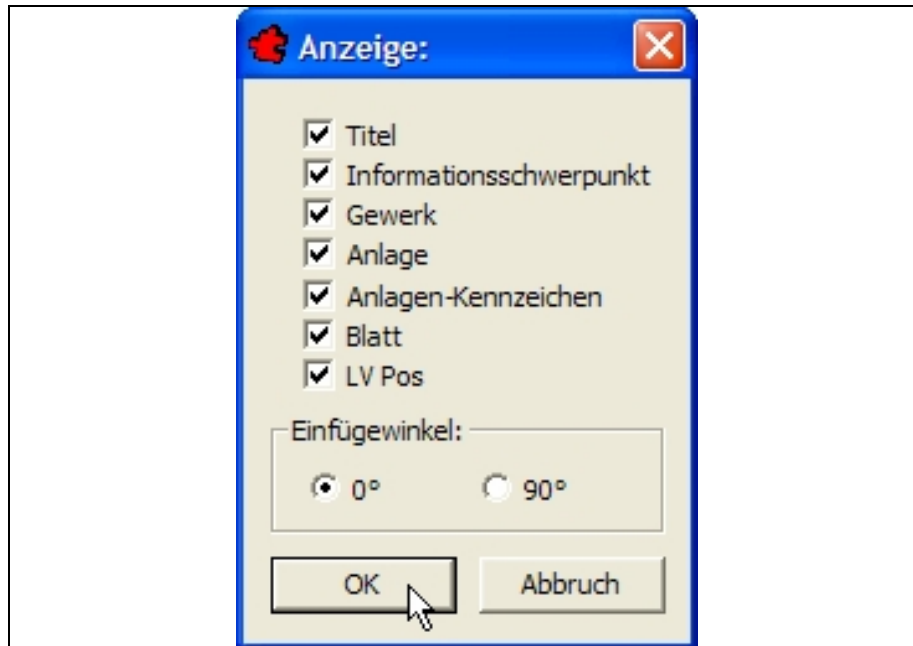 Anzeige:
Titel
Informationsschwerpunkt
Gewerk
Anlage
Anlagen-Kennzeichen
Blatt
LV Pos
Einfügewinkel:
0° 90°
OK Abbruch